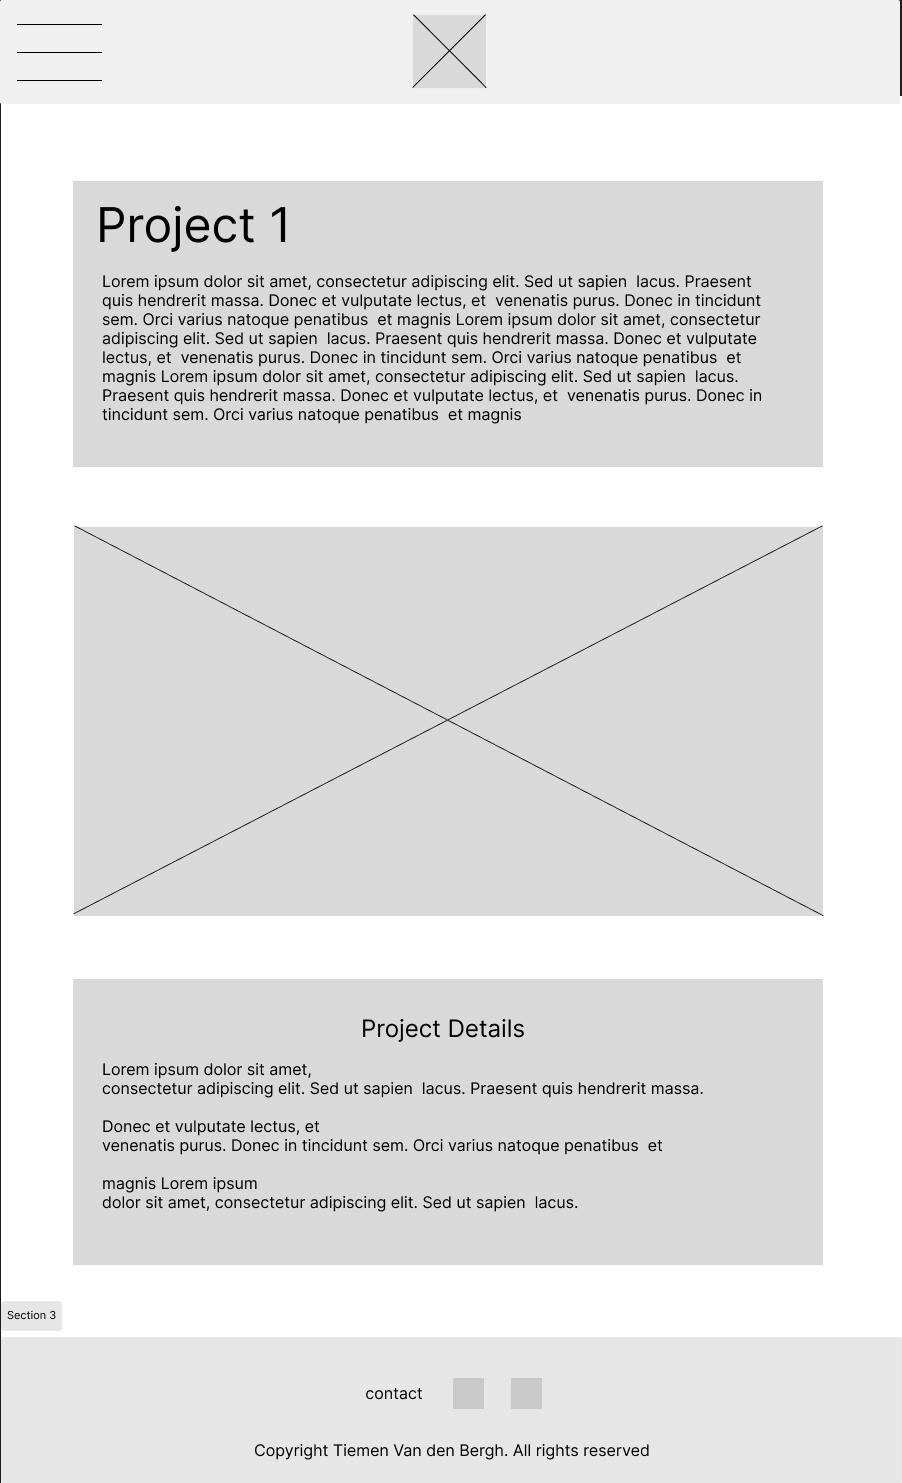 Project 1
Lorem ipsum dolor sit amet, consectetur adipiscing elit. Sed ut sapien  lacus. Praesent
quis hendrerit massa. Donec et vulputate lectus, et  venenatis purus. Donec in tincidunt
sem. Orci varius natoque penatibus  et magnis Lorem ipsum dolor sit amet, consectetur
adipiscing elit. Sed ut sapien  lacus. Praesent quis hendrerit massa. Donec et vulputate
lectus, et  venenatis purus. Donec in tincidunt sem. Orci varius natoque penatibus  et
magnis Lorem ipsum dolor sit amet, consectetur adipiscing elit. Sed ut sapien  lacus.
Praesent quis hendrerit massa. Donec et vulputate lectus, et  venenatis purus. Donec in
tincidunt sem. Orci varius natoque penatibus  et magnis
Project Details
Lorem ipsum dolor sit amet,
consectetur adipiscing elit. Sed ut sapien  lacus. Praesent quis hendrerit massa.
Donec et vulputate lectus, et
venenatis purus. Donec in tincidunt sem. Orci varius natoque penatibus  et
magnis Lorem ipsum
dolor sit amet, consectetur adipiscing elit. Sed ut sapien  lacus.
Section 3
contact
Copyright Tiemen Van den Bergh. All rights reserved